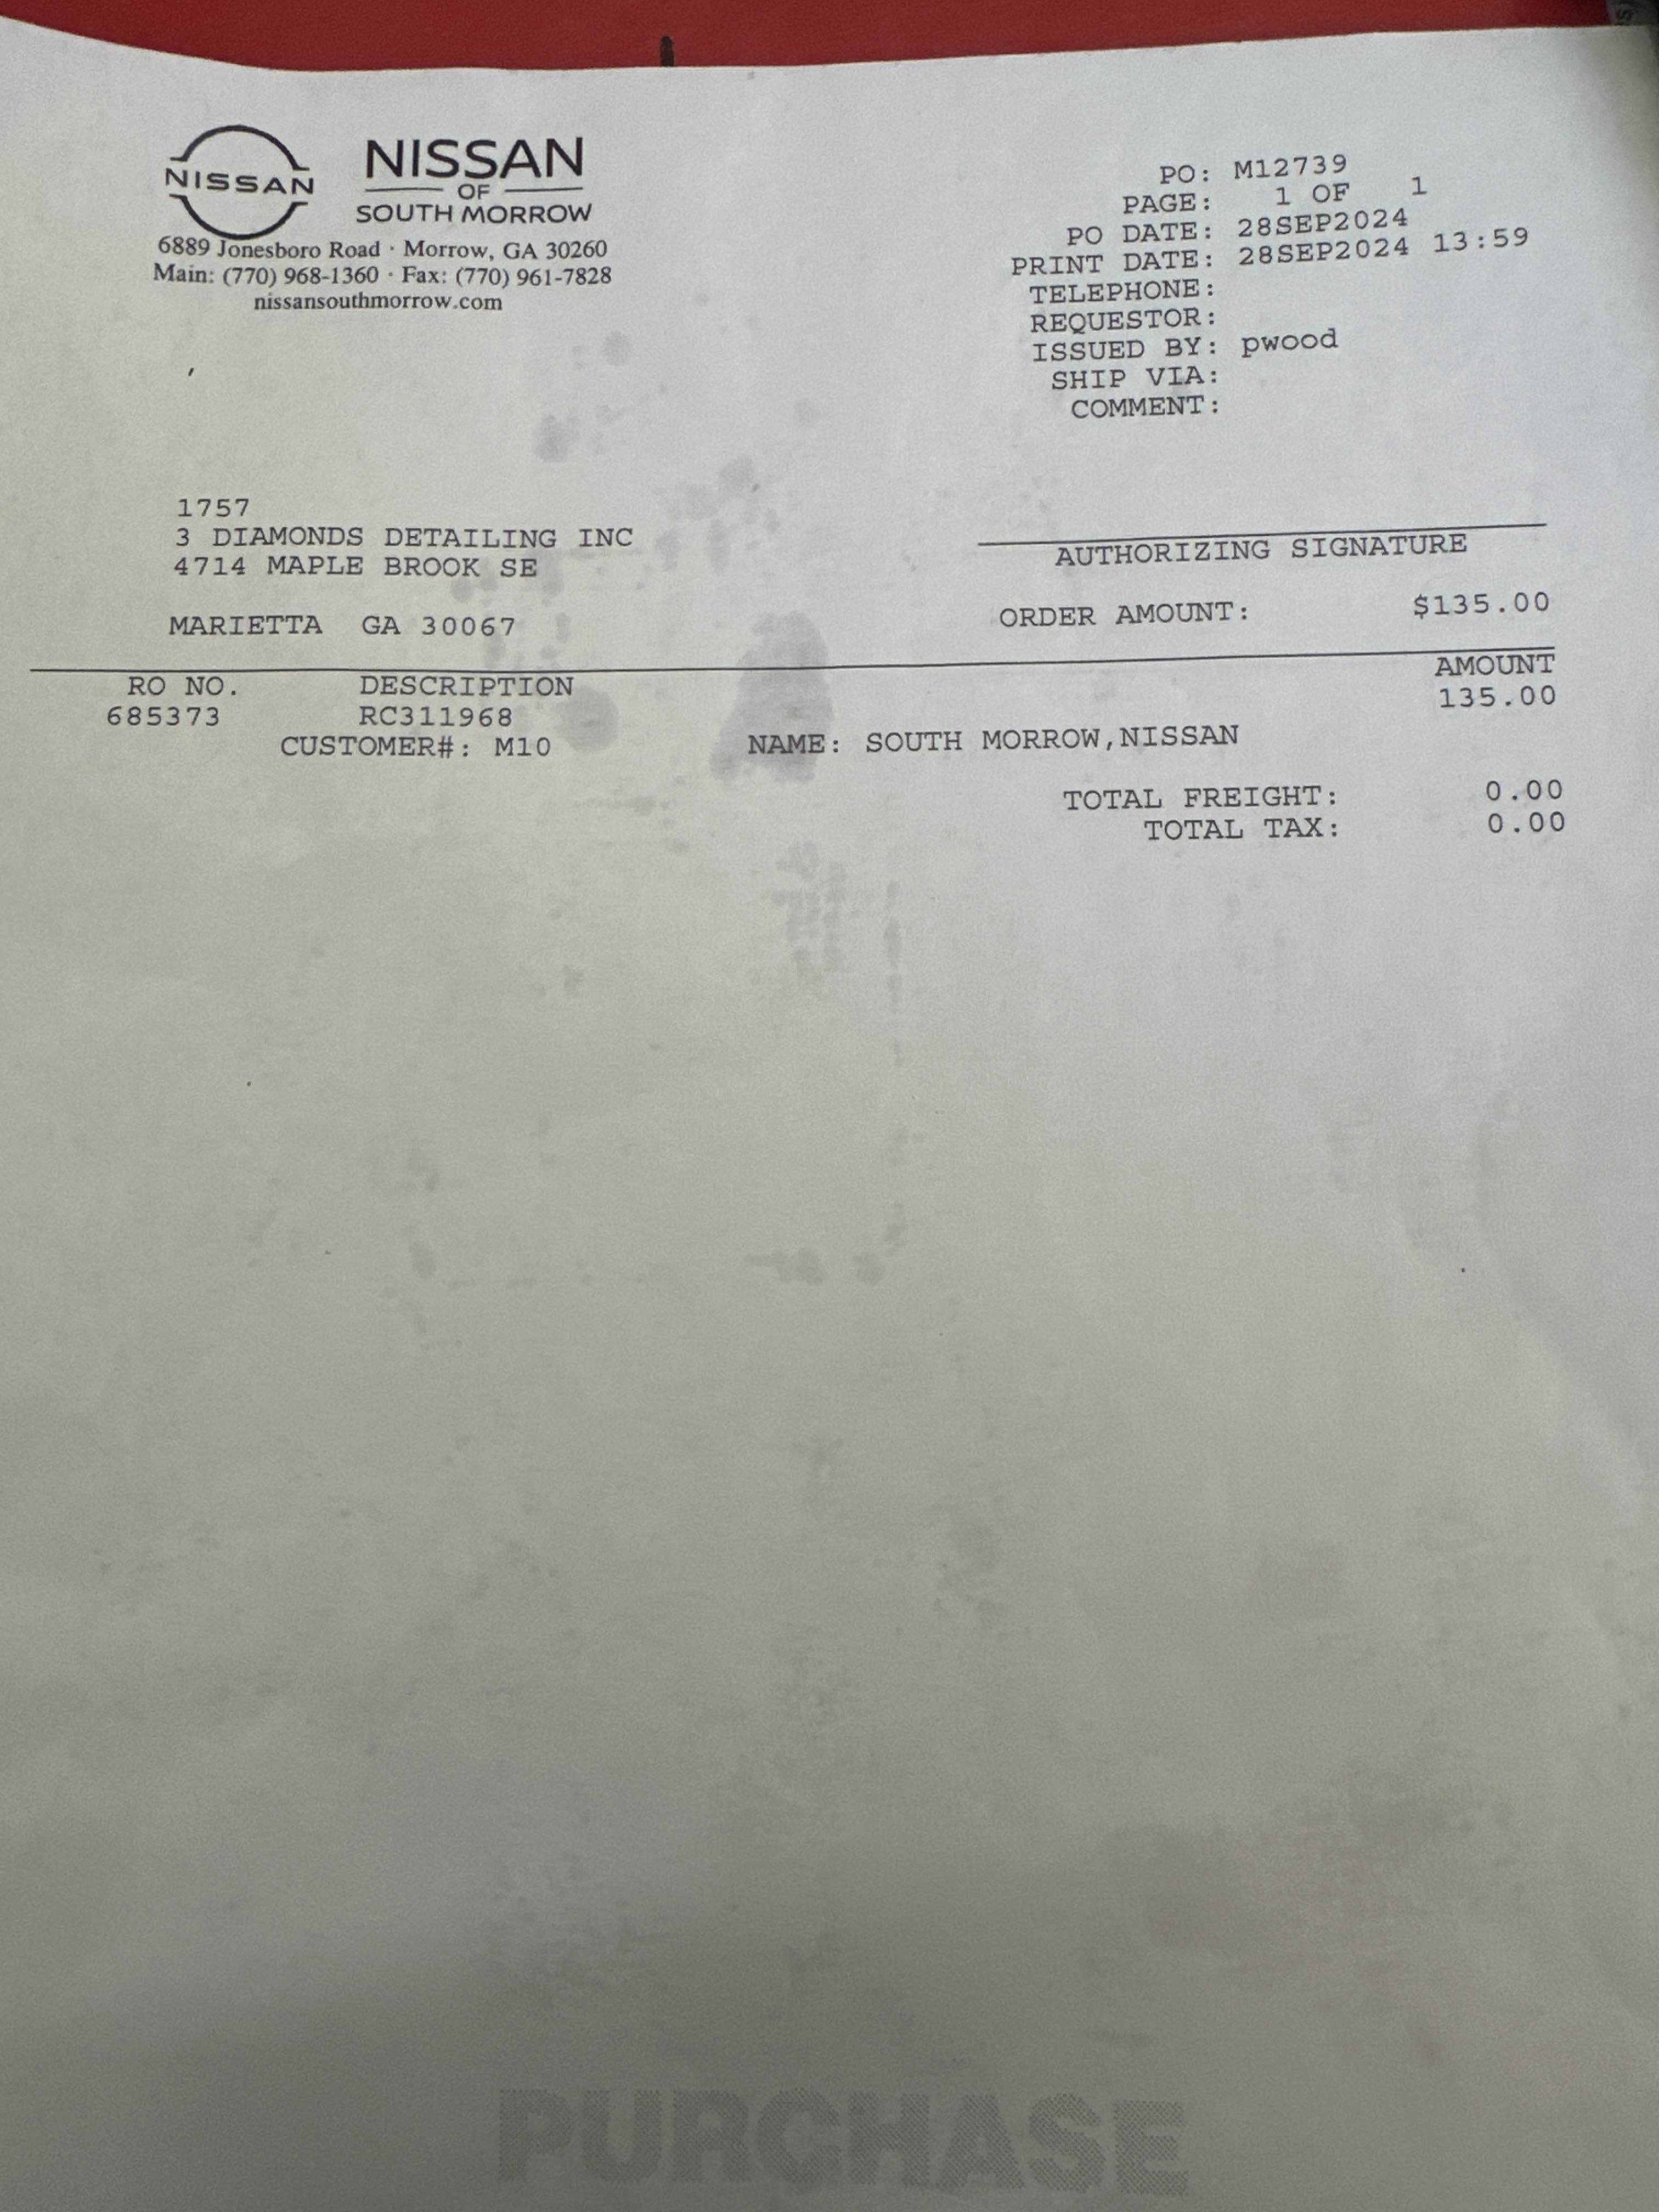 NISSAN
NISSAN
OF
SOUTH MORROW
6889 Jonesboro Road · Morrow, GA 30260
Main: (770) 968-1360 · Fax: (770) 961-7828
nissansouthmorrow.com
PO: M12739
PAGE: 1 OF 1
PO DATE: 28SEP2024
PRINT DATE: 28SEP2024 13:59
TELEPHONE:
REQUESTOR:
ISSUED BY: pwood
SHIP VIA:
COMMENT:
1757
3 DIAMONDS DETAILING INC
4714 MAPLE BROOK SE
MARIETTA GA 30067
AUTHORIZING SIGNATURE
ORDER AMOUNT: $135.00
RO NO. DESCRIPTION AMOUNT
685373 RC311968 135.00
CUSTOMER#: M10 NAME: SOUTH MORROW,NISSAN
TOTAL FREIGHT: 0.00
TOTAL TAX: 0.00
PURCHASE